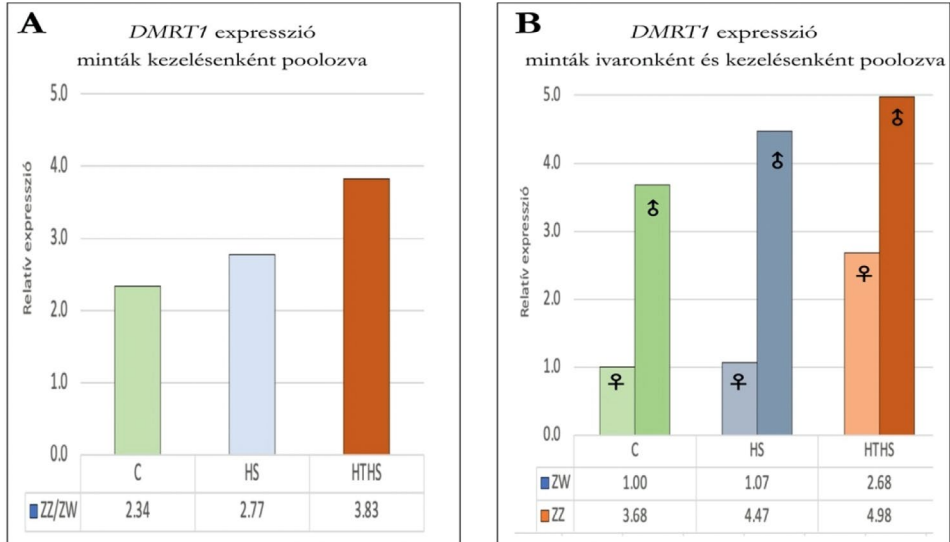 A
DMRT1 expresszió
minták kezelésenként poolozva
Relatív expresszió
5.0
4.0
3.0
2.0
1.0
0.0
C HS HTHS
ZZ/ZW 2.34 2.77 3.83
B
DMRT1 expresszió
minták ivaronként és kezelésenként poolozva
Relatív expresszió
5.0
4.0
3.0
2.0
1.0
0.0
♀ ♂ ♀ ♂ ♀ ♂
C HS HTHS
ZW 1.00 1.07 2.68
ZZ 3.68 4.47 4.98